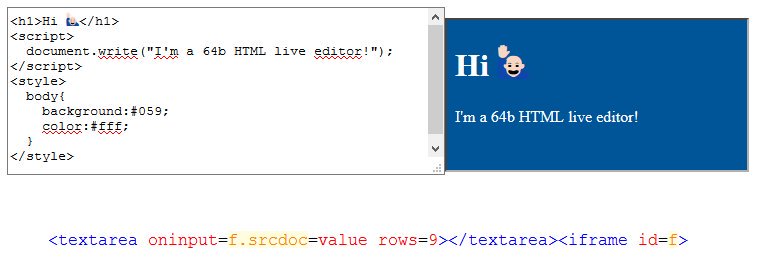 <h1>Hi 🙋🏻‍♂️</h1>
<script>
  document.write("I'm a 64b HTML live editor!");
</script>
<style>
  body{
    background:#059;
    color:#fff;
  }
</style>
Hi 🙋🏻‍♂️
I'm a 64b HTML live editor!
<textarea oninput=f.srcdoc=value rows=9></textarea><iframe id=f>